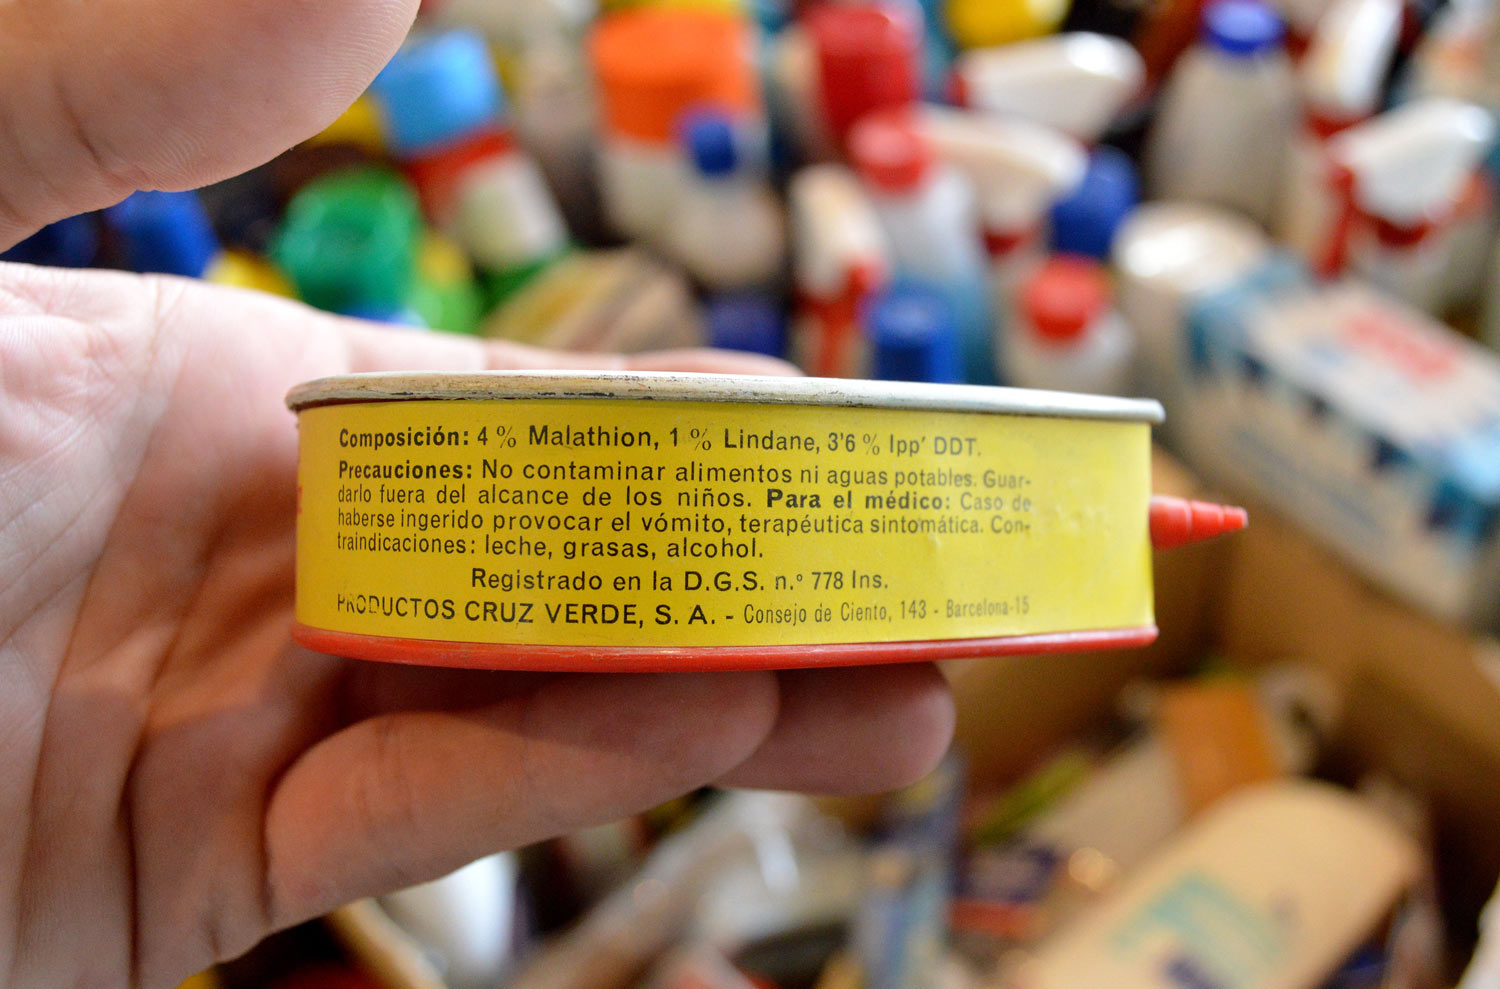 Composición: 4 % Malathion, 1 % Lindane, 3'6 % Ipp' DDT.
Precauciones: No contaminar alimentos ni aguas potables. Guar-
darlo fuera del alcance de los niños. Para el médico: Caso de
haberse ingerido provocar el vómito, terapéutica sintomática. Con-
traindicaciones: leche, grasas, alcohol.
Registrado en la D.G.S. n.º 778 Ins.
PRODUCTOS CRUZ VERDE, S. A. - Consejo de Ciento, 143 - Barcelona-15